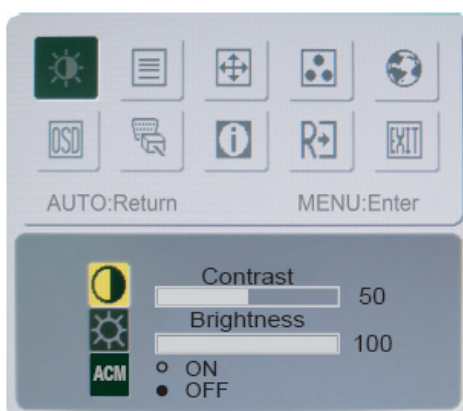 OSD
i
R
EXIT
AUTO:Return MENU:Enter
Contrast
50
Brightness
100
ACM
ON
OFF